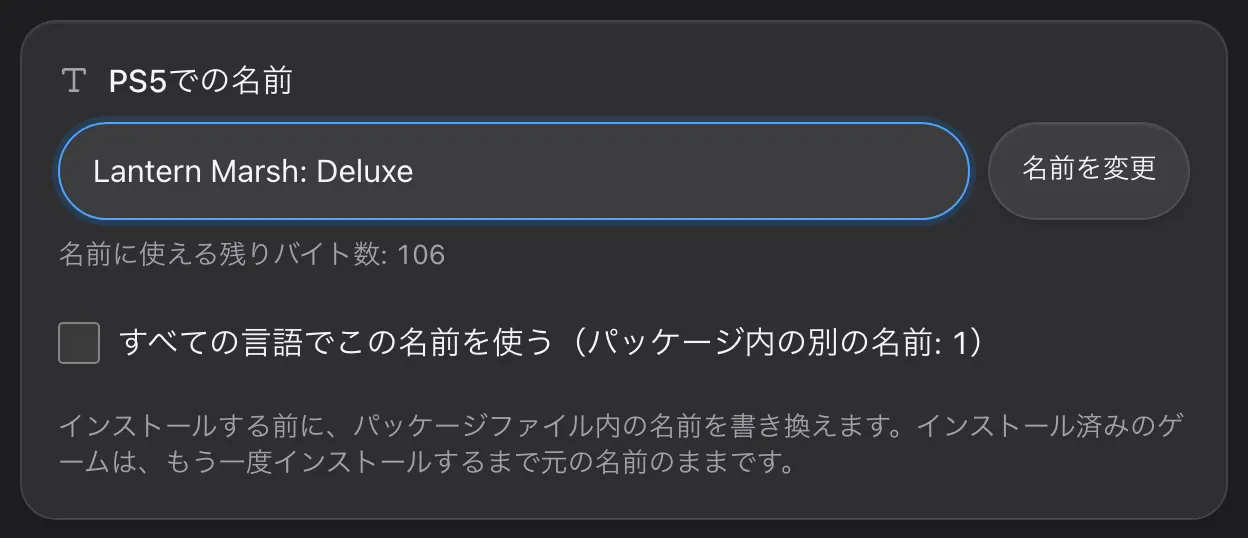 PS5での名前
Lantern Marsh: Deluxe
名前を変更
名前に使える残りバイト数: 106
すべての言語でこの名前を使う（パッケージ内の別の名前: 1）
インストールする前に、パッケージファイル内の名前を書き換えます。インストール済みのゲ
ームは、もう一度インストールするまで元の名前のままです。